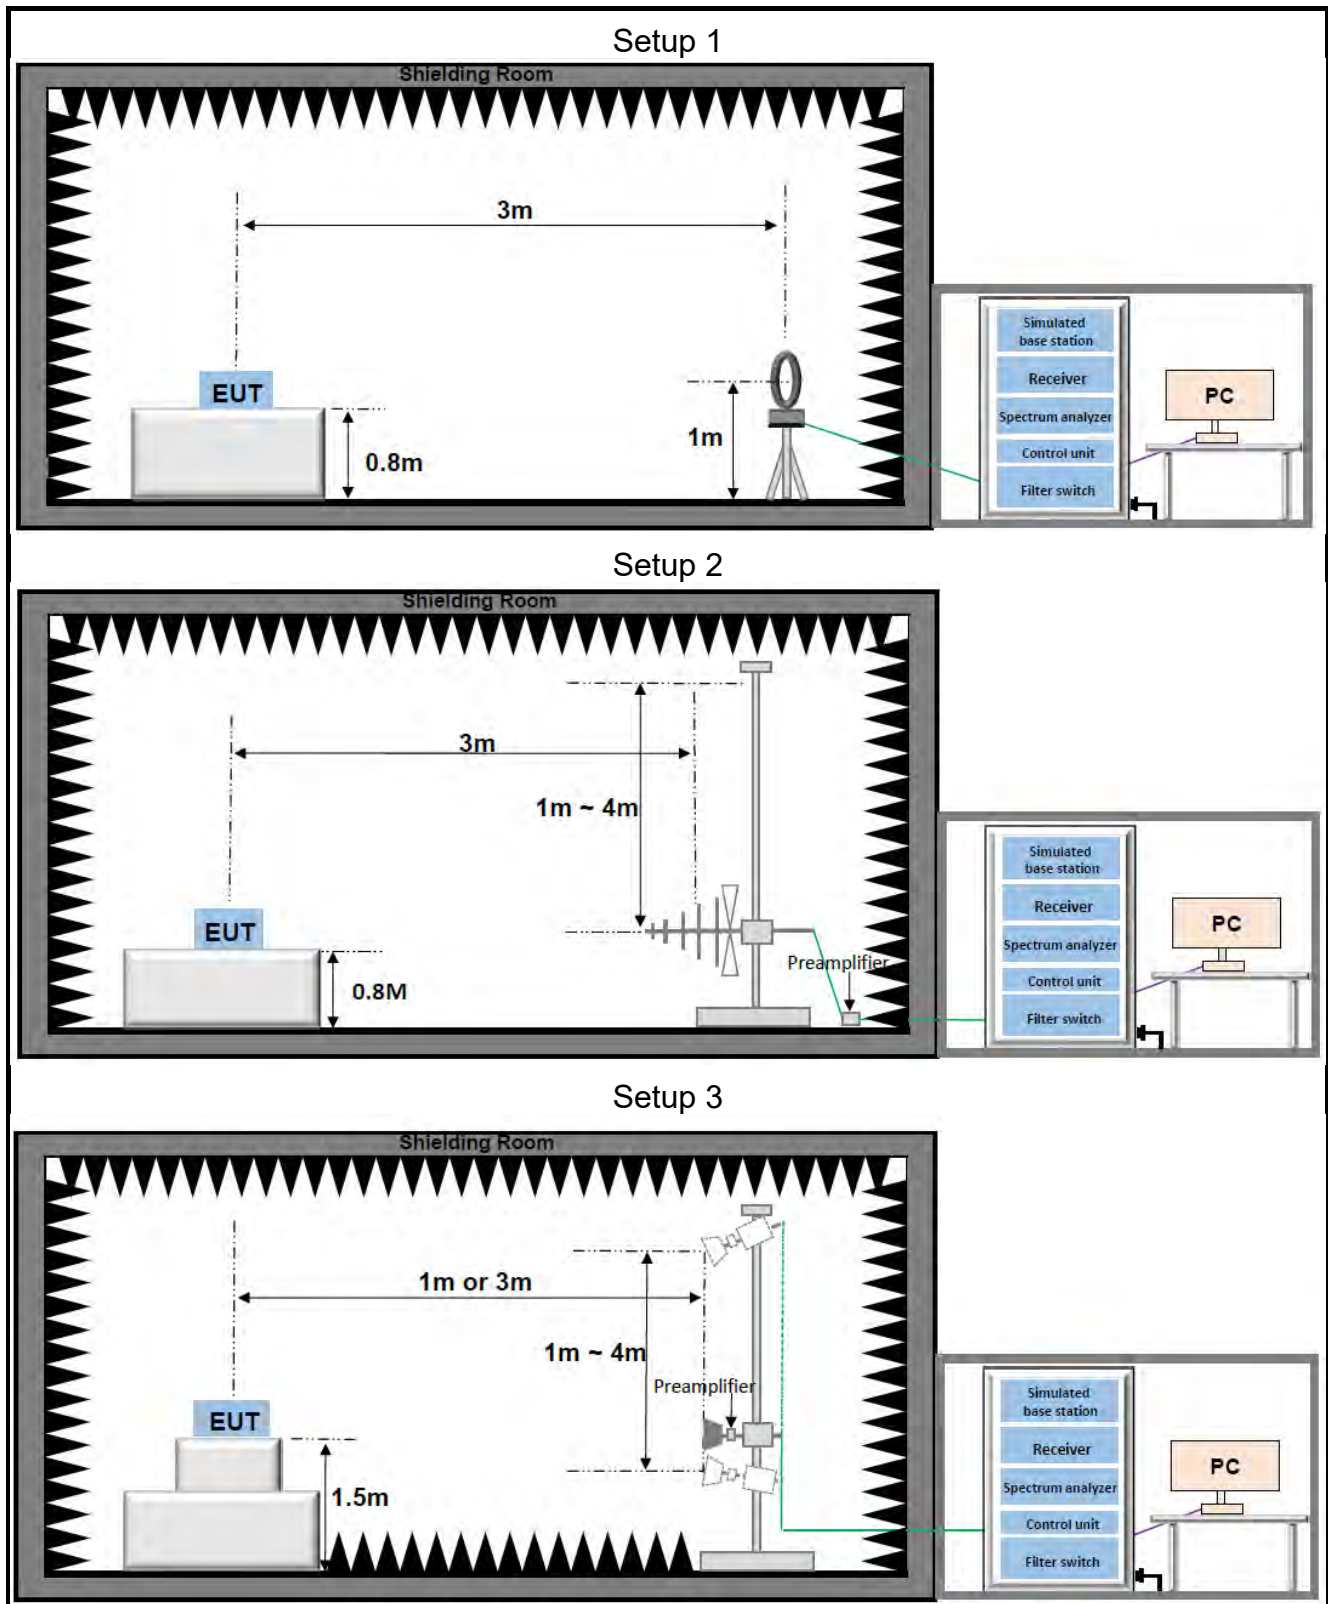 Setup 1
Shielding Room
3m
EUT
0.8m
1m
Simulated
base station
Receiver
Spectrum analyzer
Control unit
Filter switch
PC
Setup 2
Shielding Room
3m
1m ~ 4m
EUT
0.8M
Preamplifier
Simulated
base station
Receiver
Spectrum analyzer
Control unit
Filter switch
PC
Setup 3
Shielding Room
1m or 3m
1m ~ 4m
Preamplifier
EUT
1.5m
Simulated
base station
Receiver
Spectrum analyzer
Control unit
Filter switch
PC